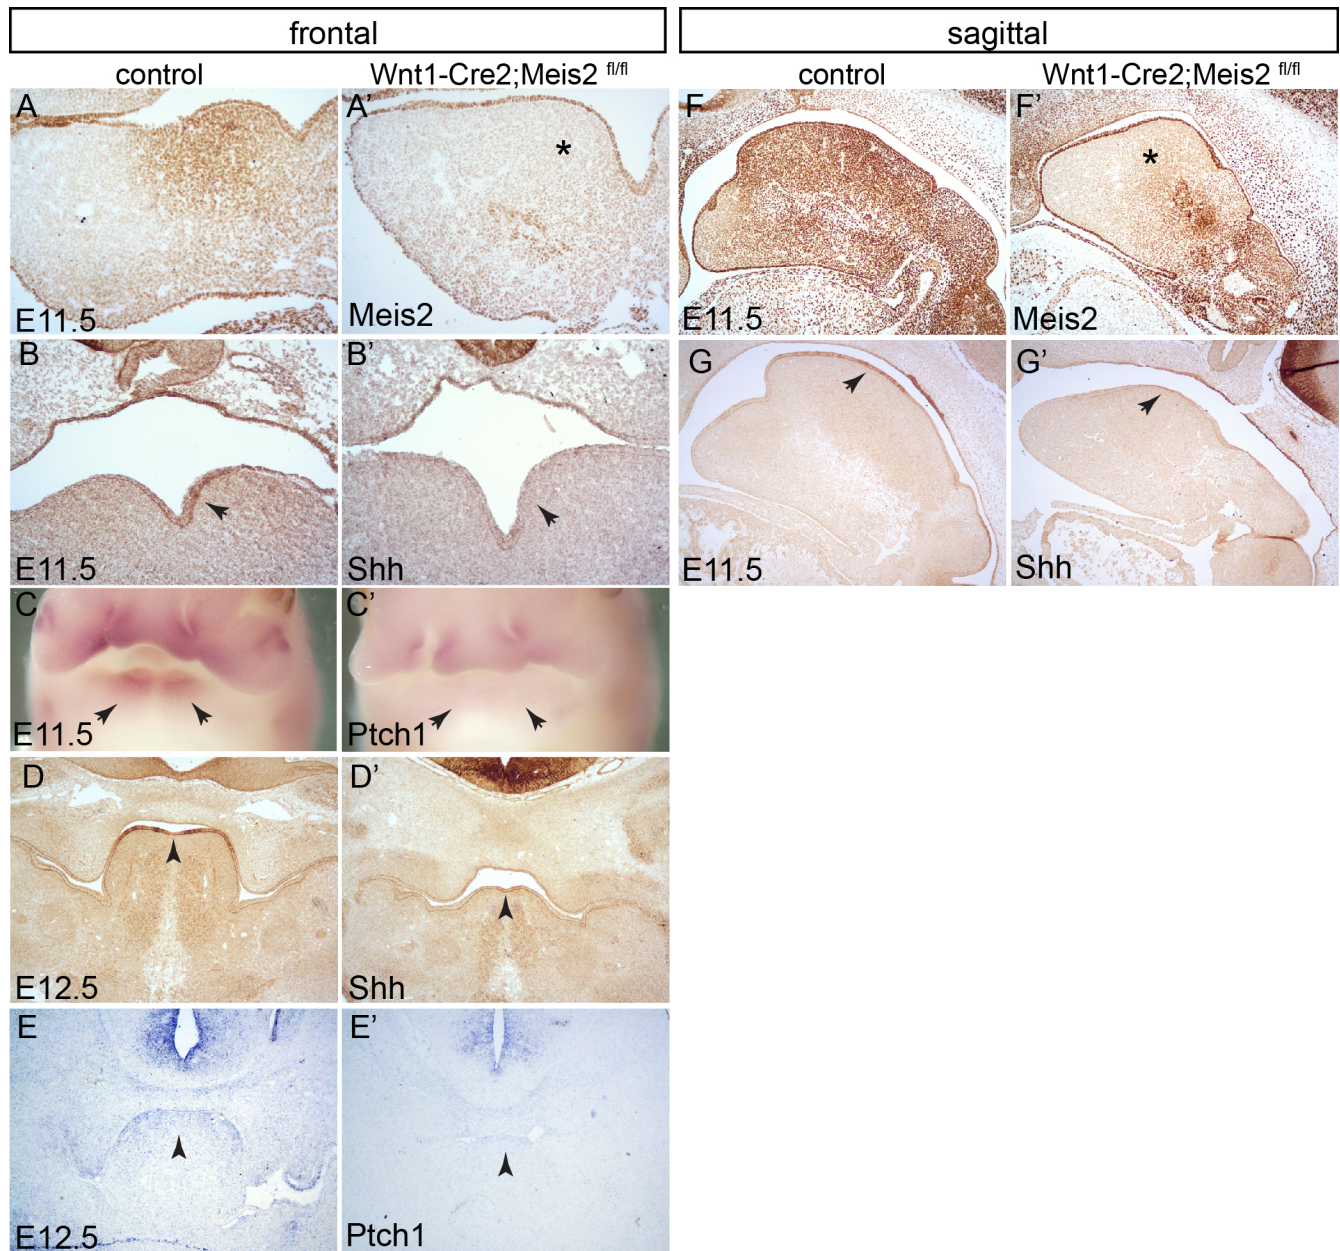 frontal
sagittal
control
Wnt1-Cre2;Meis2 fl/fl
control
Wnt1-Cre2;Meis2 fl/fl
A
E11.5
A'
*
Meis2
F
E11.5
F'
*
Meis2
B
E11.5
B'
Shh
G
E11.5
G'
Shh
C
E11.5
C'
Ptch1
D
E12.5
D'
Shh
E
E12.5
E'
Ptch1